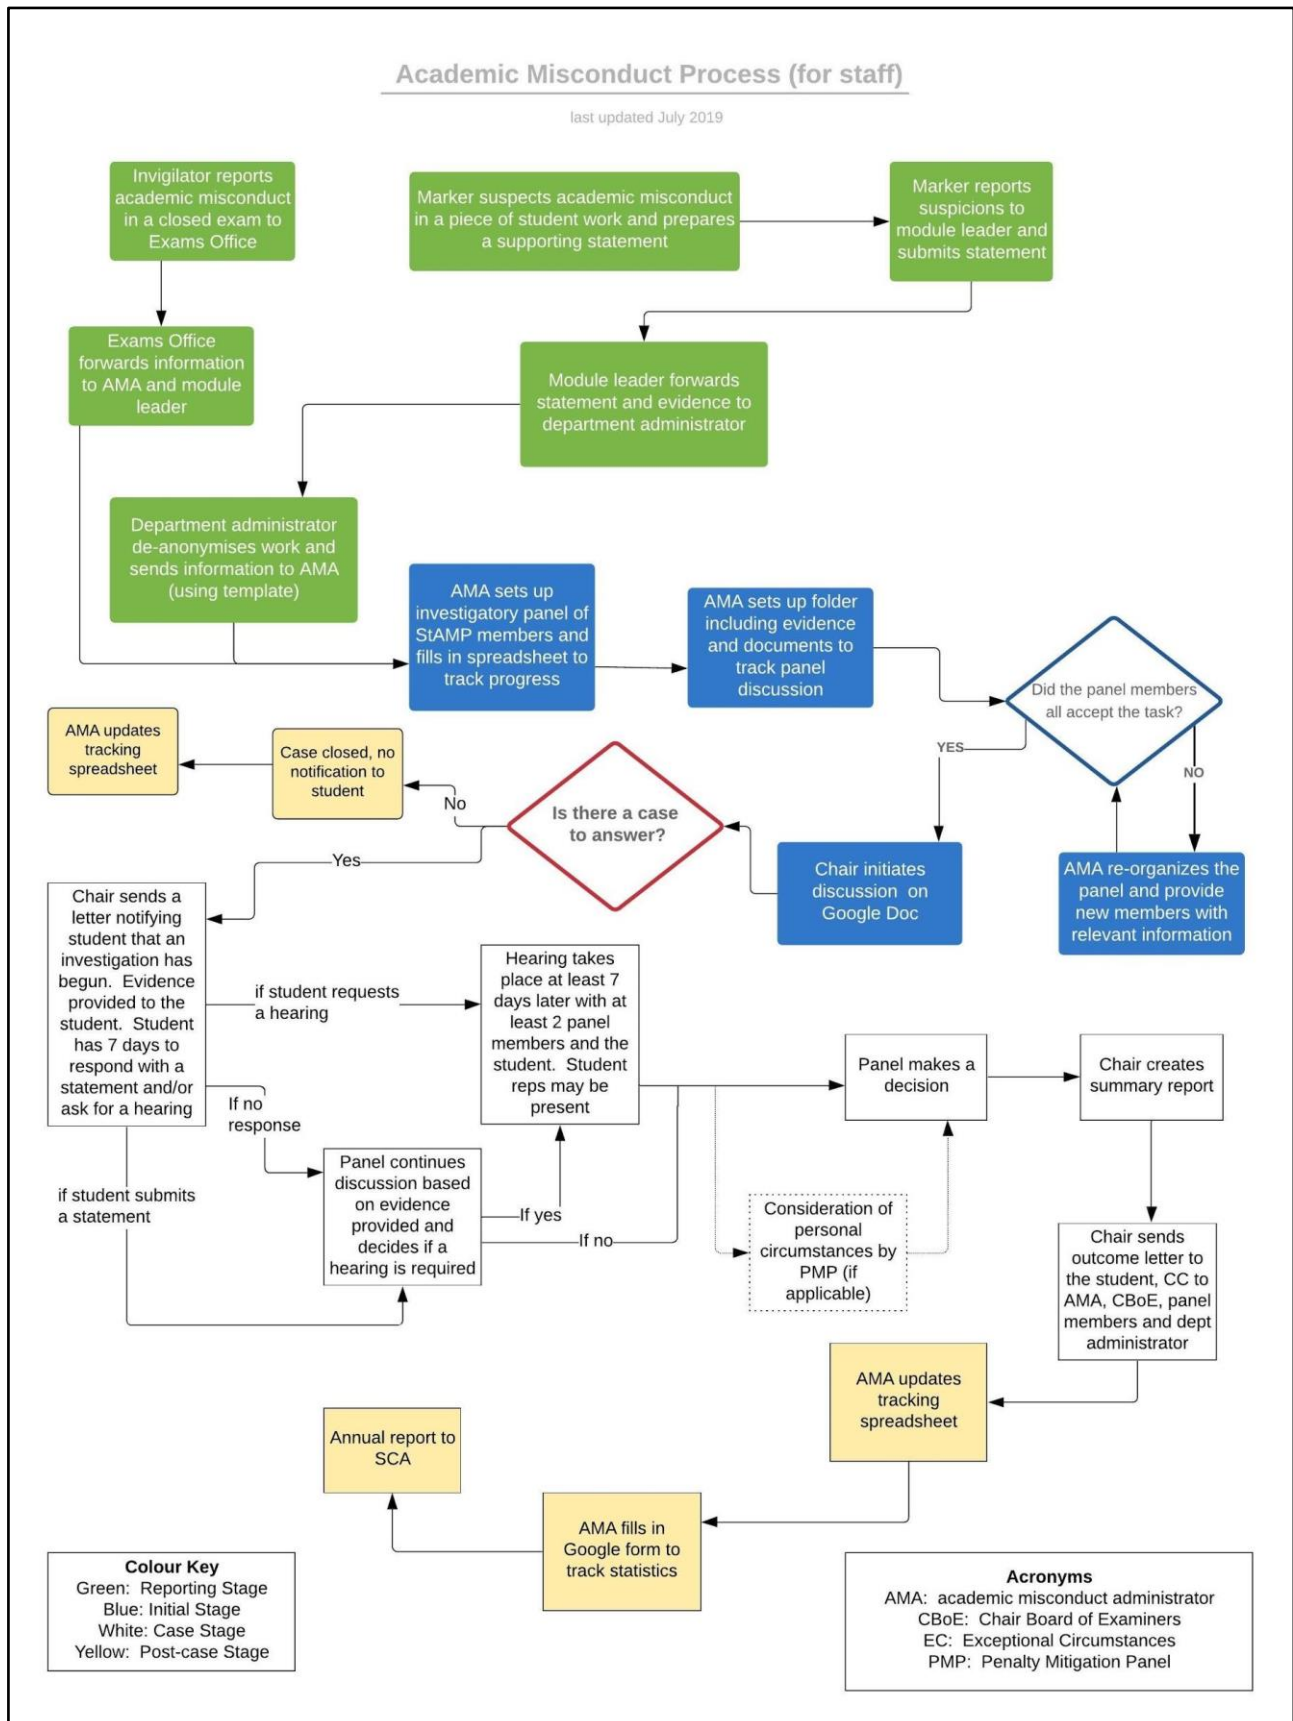 Academic Misconduct Process (for staff)
last updated July 2019
Invigilator reports
academic misconduct
in a closed exam to
Exams Office
Marker suspects academic misconduct
in a piece of student work and prepares
a supporting statement
Marker reports
suspicions to
module leader and
submits statement
Exams Office
forwards information
to AMA and module
leader
Module leader forwards
statement and evidence to
department administrator
Department administrator
de-anonymises work and
sends information to AMA
(using template)
AMA sets up
investigatory panel of
StAMP members and
fills in spreadsheet to
track progress
AMA sets up folder
including evidence
and documents to
track panel
discussion
Did the panel members
all accept the task?
YES
NO
AMA re-organizes the
panel and provide
new members with
relevant information
Chair initiates
discussion on
Google Doc
Is there a case
to answer?
No
Case closed, no
notification to
student
AMA updates
tracking
spreadsheet
Yes
Chair sends a
letter notifying
student that an
investigation has
begun. Evidence
provided to the
student. Student
has 7 days to
respond with a
statement and/or
ask for a hearing
if student requests
a hearing
Hearing takes
place at least 7
days later with at
least 2 panel
members and the
student. Student
reps may be
present
If no
response
if student submits
a statement
Panel continues
discussion based
on evidence
provided and
decides if a
hearing is required
If yes
If no
Consideration of
personal
circumstances by
PMP (if
applicable)
Panel makes a
decision
Chair creates
summary report
Chair sends
outcome letter to
the student, CC to
AMA, CBoE, panel
members and dept
administrator
AMA updates
tracking
spreadsheet
AMA fills in
Google form to
track statistics
Annual report to
SCA
Colour Key
Green: Reporting Stage
Blue: Initial Stage
White: Case Stage
Yellow: Post-case Stage
Acronyms
AMA: academic misconduct administrator
CBoE: Chair Board of Examiners
EC: Exceptional Circumstances
PMP: Penalty Mitigation Panel